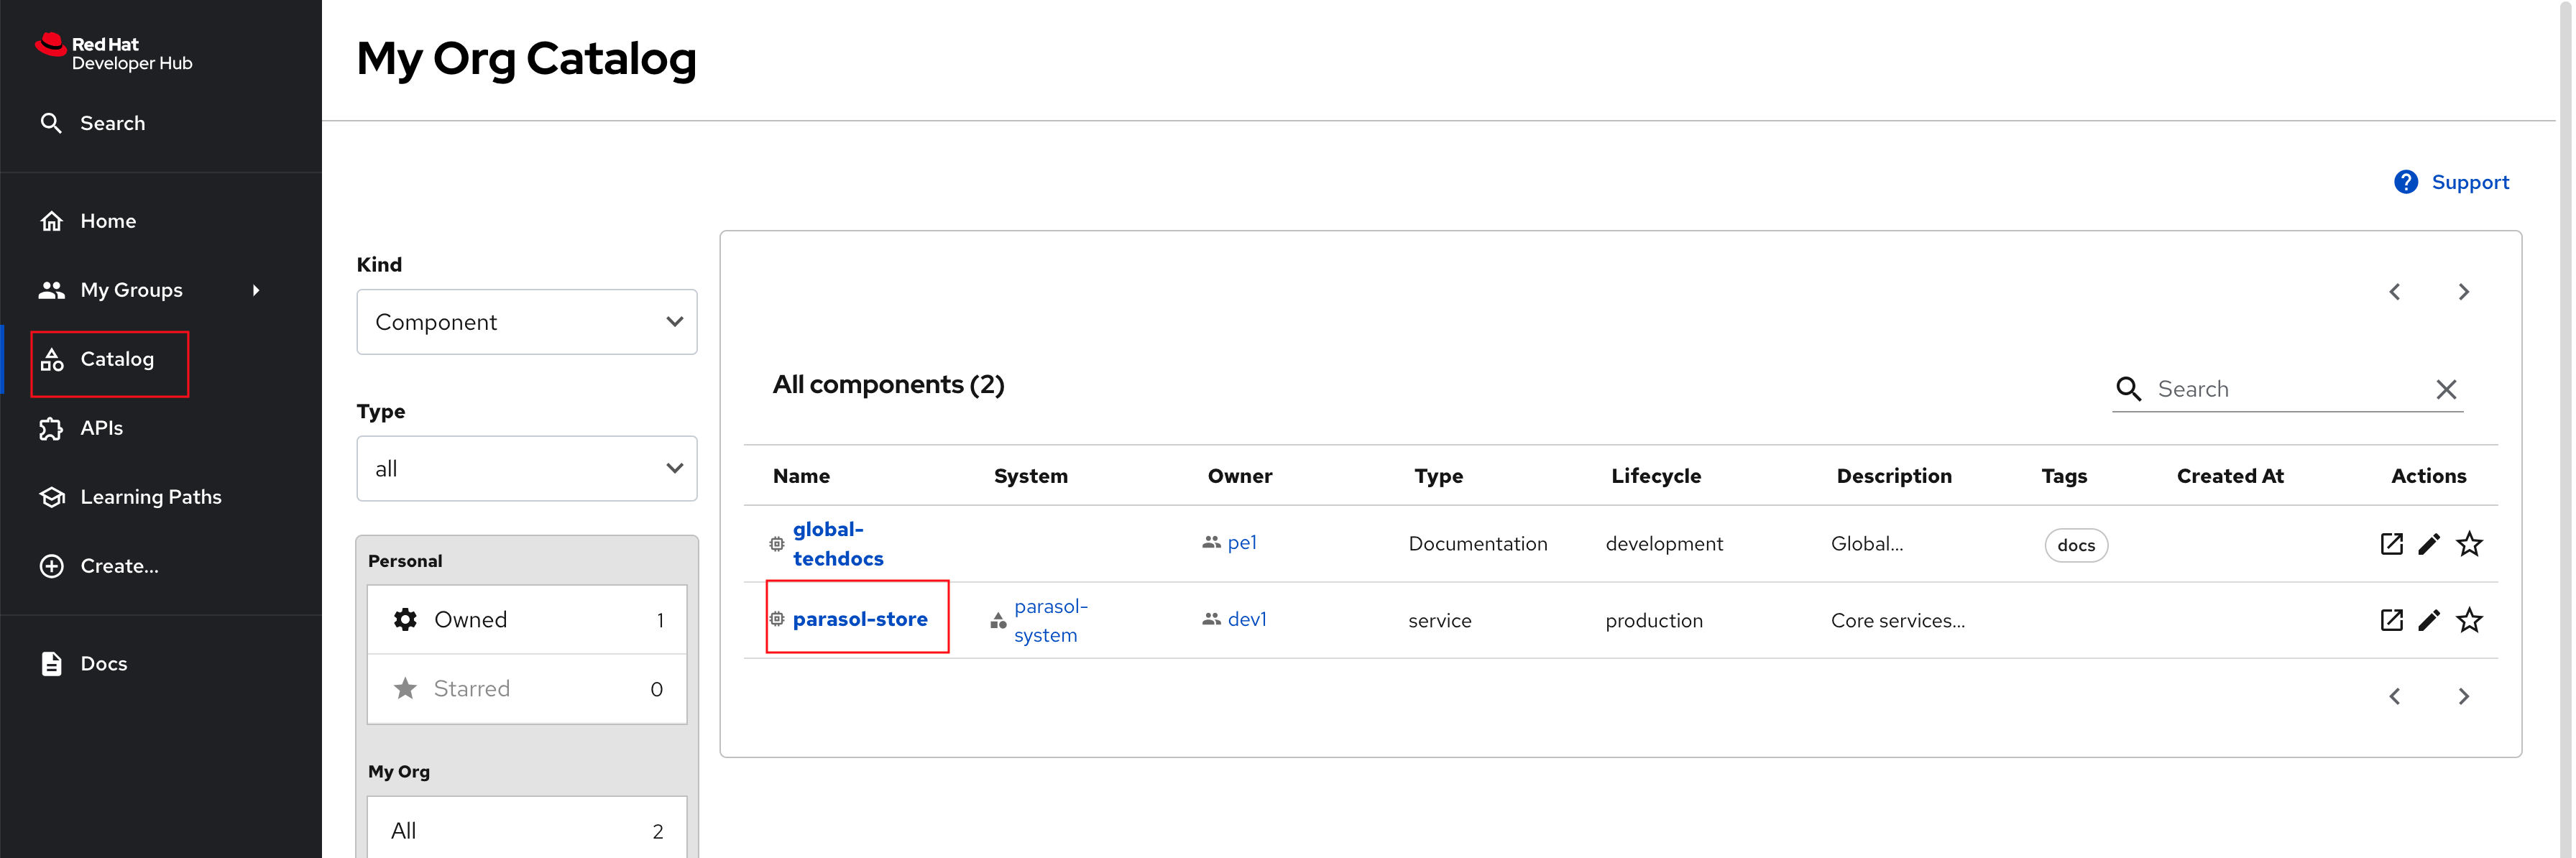 Red Hat
Developer Hub
Search
Home
My Groups
Catalog
APIs
Learning Paths
Create...
Docs
My Org Catalog
Support
Kind
Component
Type
all
Personal
Owned 1
Starred 0
My Org
All 2
All components (2)
Search
Name System Owner Type Lifecycle Description Tags Created At Actions
global-
techdocs
pe1 Documentation development Global... docs
parasol-store
parasol-
system
dev1 service production Core services...